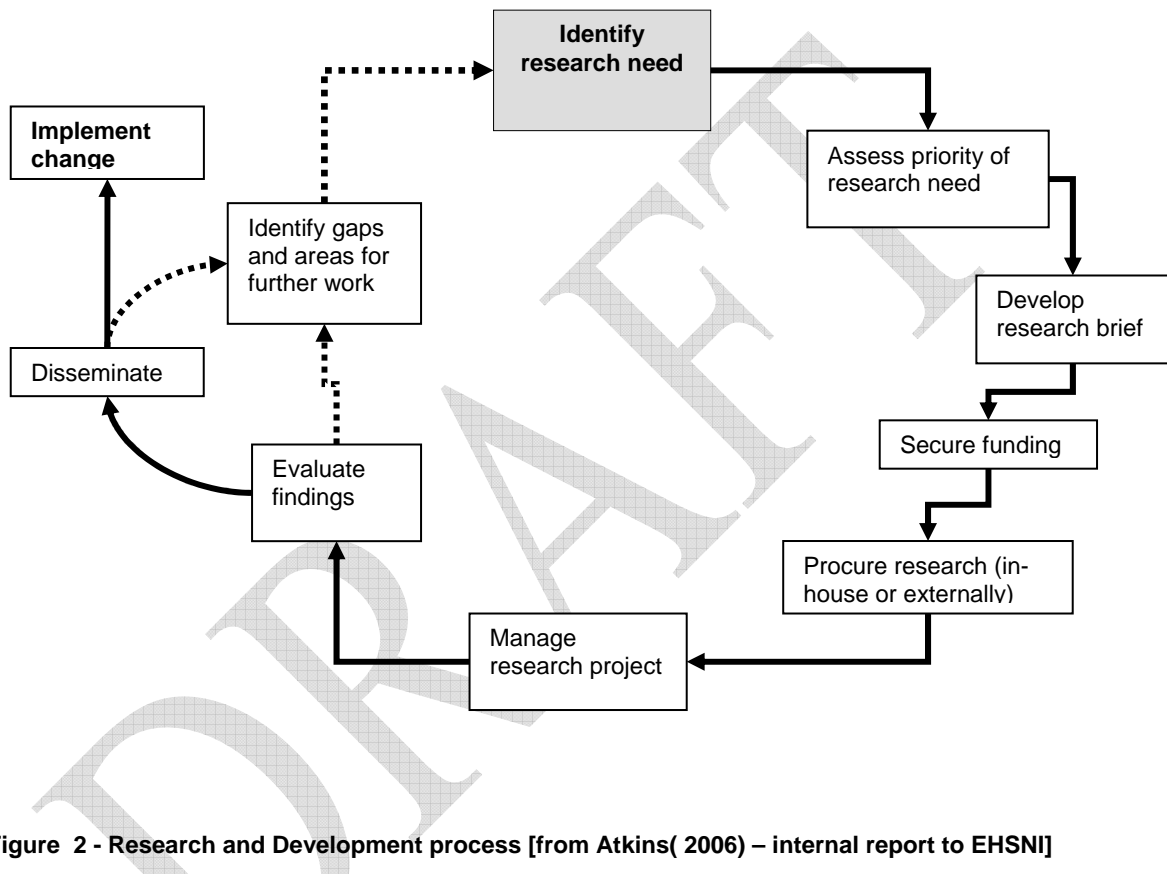 Identify
research need
Implement
change
Assess priority of
research need
Identify gaps
and areas for
further work
Develop
research brief
Disseminate
Secure funding
Evaluate
findings
Procure research (in-
house or externally)
Manage
research project
DRAFT
igure 2 - Research and Development process [from Atkins( 2006) – internal report to EHSNI]